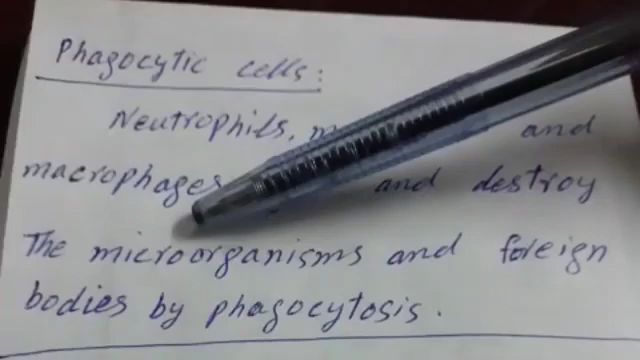 Phagocytic cells:
Neutrophils, and
macrophages and destroy
The microorganisms and foreign
bodies by phagocytosis.